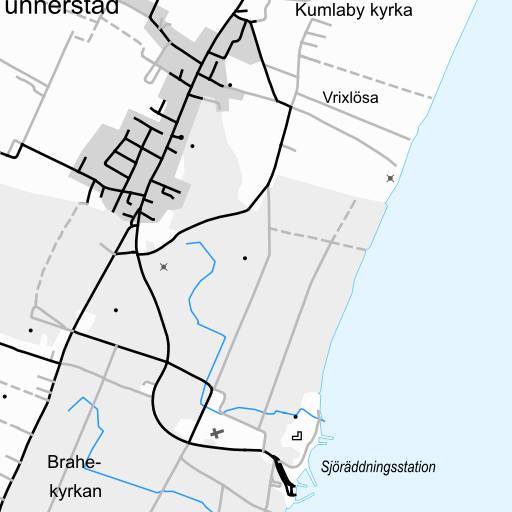 unnerstad
Kumlaby kyrka
Vrixlösa
Brahe-
kyrkan
Sjöräddningsstation